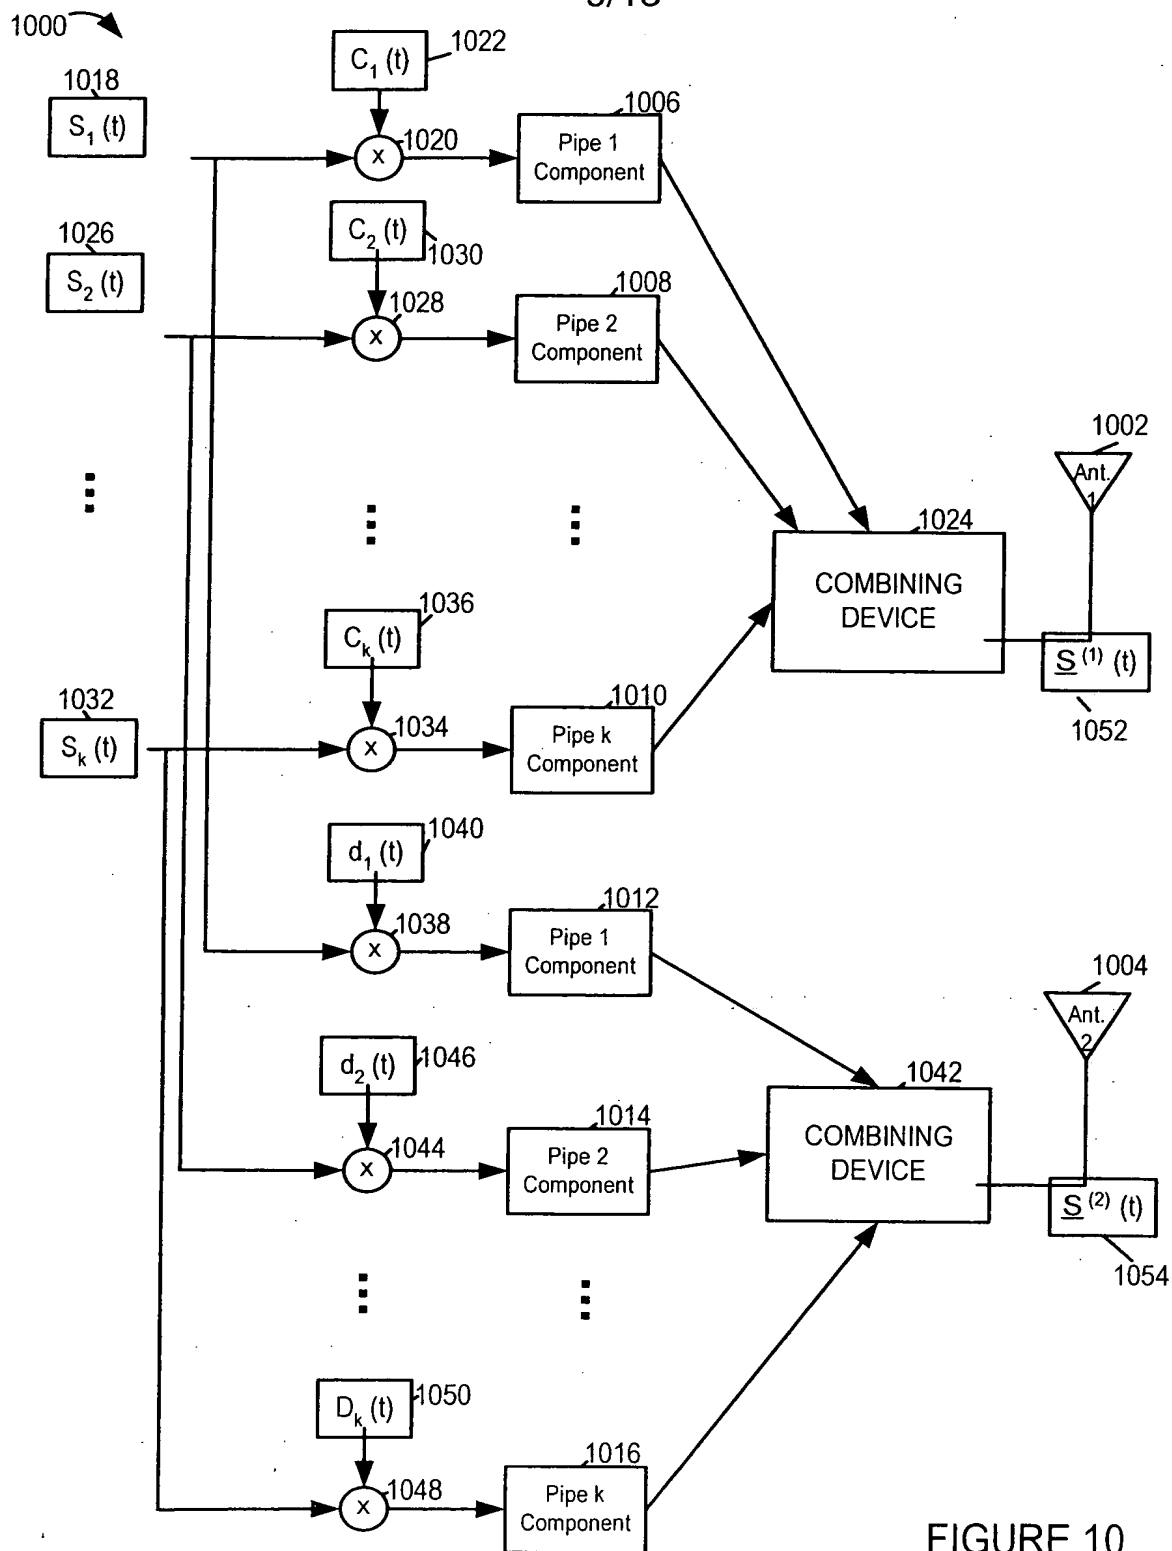 1000
1018
S1 (t)
C1 (t)
1022
1020
X
1006
Pipe 1
Component
1026
S2 (t)
C2 (t)
1030
1028
X
1008
Pipe 2
Component
1002
Ant.
1
1024
COMBINING
DEVICE
S (1) (t)
1052
1032
Sk (t)
Ck (t)
1036
1034
X
1010
Pipe k
Component
d1 (t)
1040
1038
X
1012
Pipe 1
Component
1004
Ant.
2
d2 (t)
1046
1044
X
1014
Pipe 2
Component
1042
COMBINING
DEVICE
S (2) (t)
1054
Dk (t)
1050
1048
X
1016
Pipe k
Component
FIGURE 10